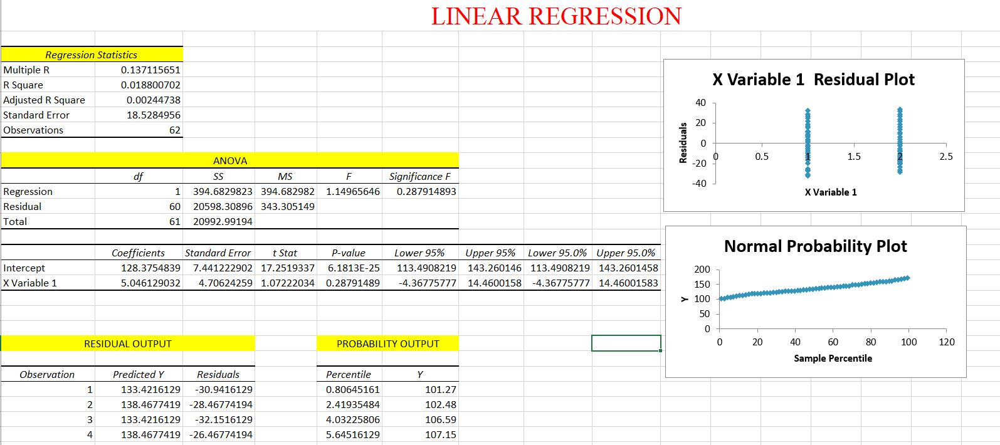 LINEAR REGRESSION
Regression Statistics
Multiple R 0.137115651
R Square 0.018800702
Adjusted R Square 0.00244738
Standard Error 18.5284956
Observations 62
ANOVA
df SS MS F Significance F
Regression 1 394.6829823 394.682982 1.14965646 0.287914893
Residual 60 20598.30896 343.305149
Total 61 20992.99194
Coefficients Standard Error t Stat P-value Lower 95% Upper 95% Lower 95.0% Upper 95.0%
Intercept 128.3754839 7.441222902 17.2519337 6.1813E-25 113.4908219 143.260146 113.4908219 143.2601458
X Variable 1 5.046129032 4.70624259 1.07222034 0.28791489 -4.36775777 14.4600158 -4.36775777 14.46001583
RESIDUAL OUTPUT
Observation Predicted Y Residuals
1 133.4216129 -30.9416129
2 138.4677419 -28.46774194
3 133.4216129 -32.1516129
4 138.4677419 -26.46774194
PROBABILITY OUTPUT
Percentile Y
0.80645161 101.27
2.41935484 102.48
4.03225806 106.59
5.64516129 107.15
X Variable 1 Residual Plot
Residuals
40
20
0
-20
-40
0 0.5 1 1.5 2 2.5
X Variable 1
Normal Probability Plot
Y
200
150
100
50
0
0 20 40 60 80 100 120
Sample Percentile